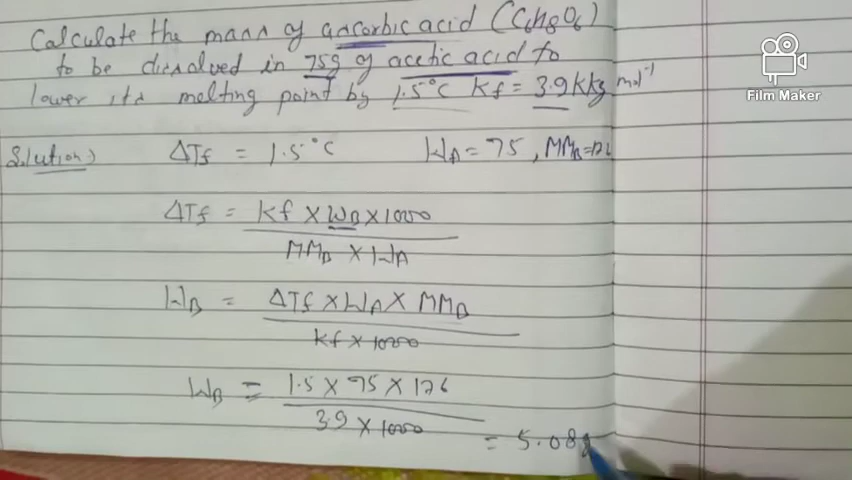 Calculate the mass of ascorbic acid (C6H8O6)
to be dissolved in 75g of acetic acid to
lower its melting point by 1.5°C Kf = 3.9 K kg mol⁻¹
Film Maker
Solution) ΔTf = 1.5°C WA = 75, MMB = 176
ΔTf = Kf × WB × 1000
MMB × WA
WB = ΔTf × WA × MMB
Kf × 1000
WB = 1.5 × 75 × 176
3.9 × 1000
= 5.08g